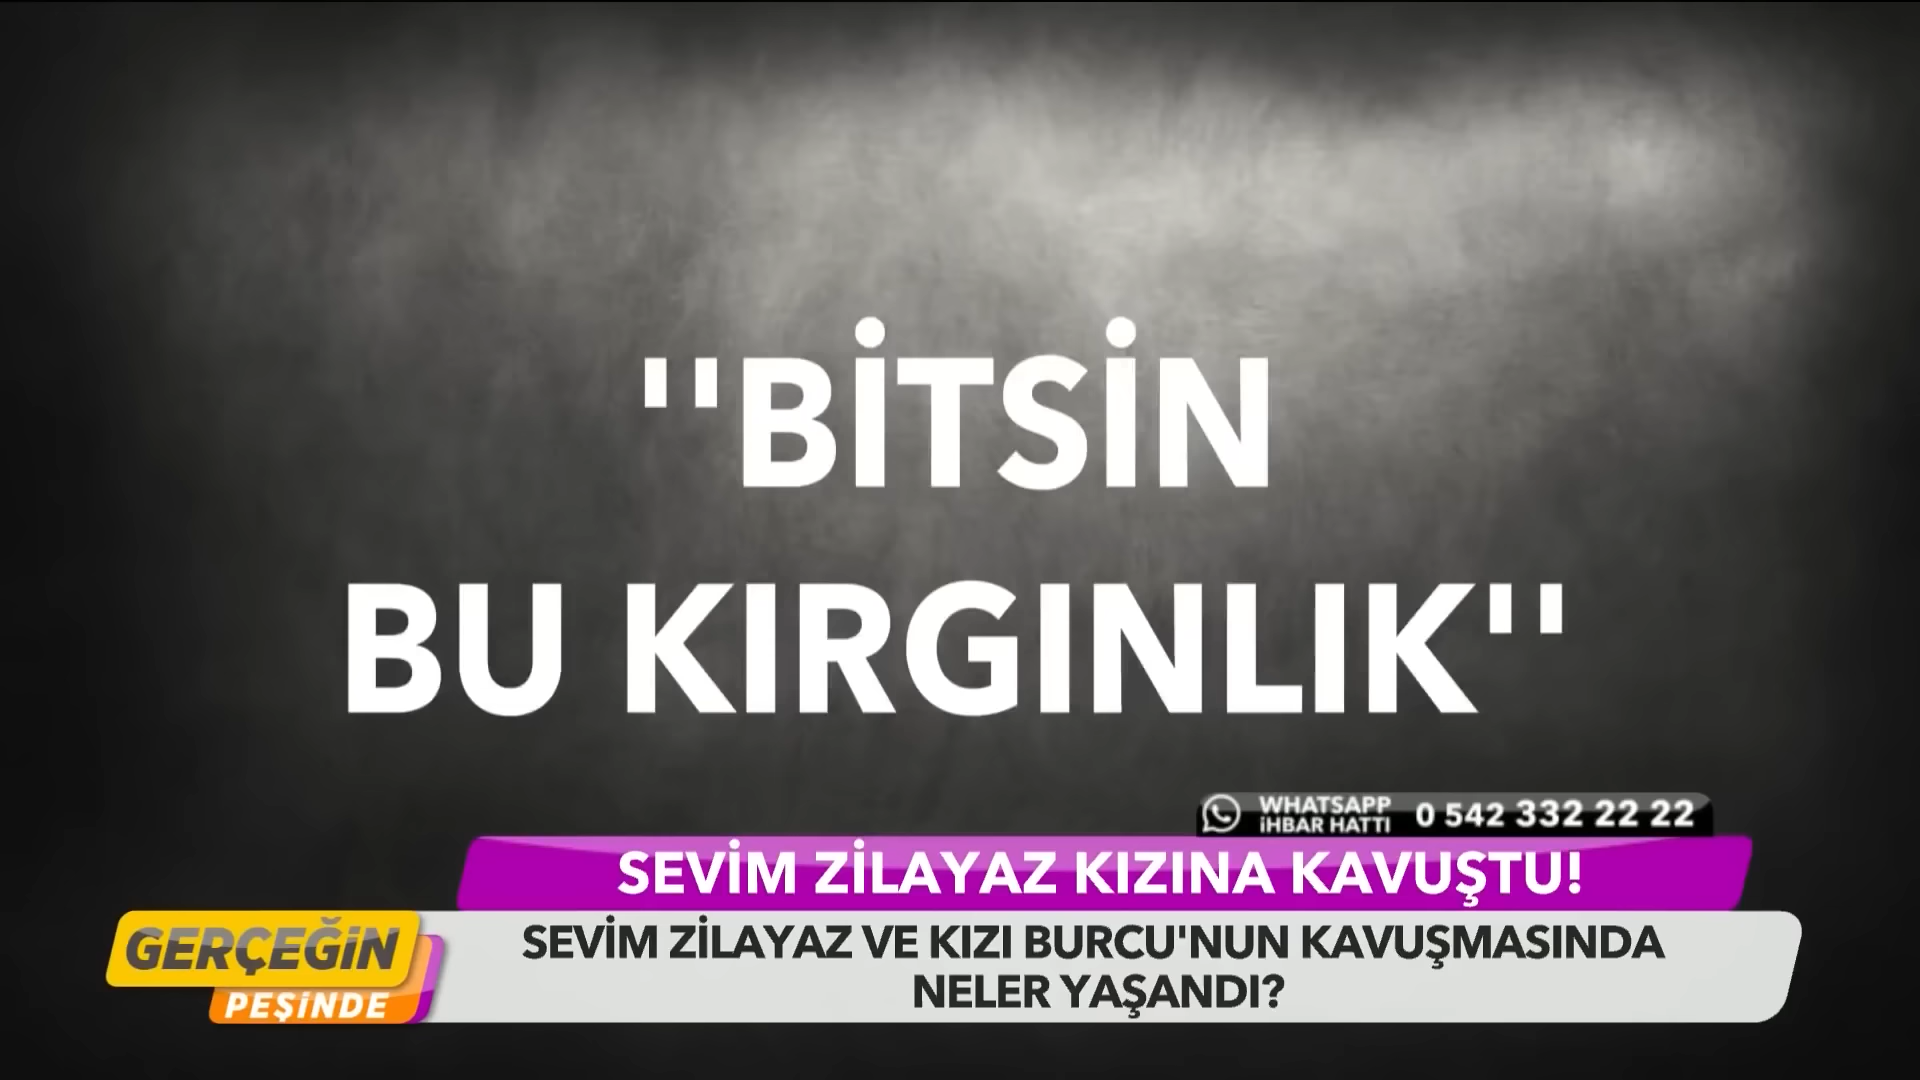 ''BİTSİN
BU KIRGINLIK''
WHATSAPP
İHBAR HATTI
0 542 332 22 22
SEVİM ZİLAYAZ KIZINA KAVUŞTU!
SEVİM ZİLAYAZ VE KIZI BURCU'NUN KAVUŞMASINDA
NELER YAŞANDI?
GERÇEĞİN
PEŞİNDE